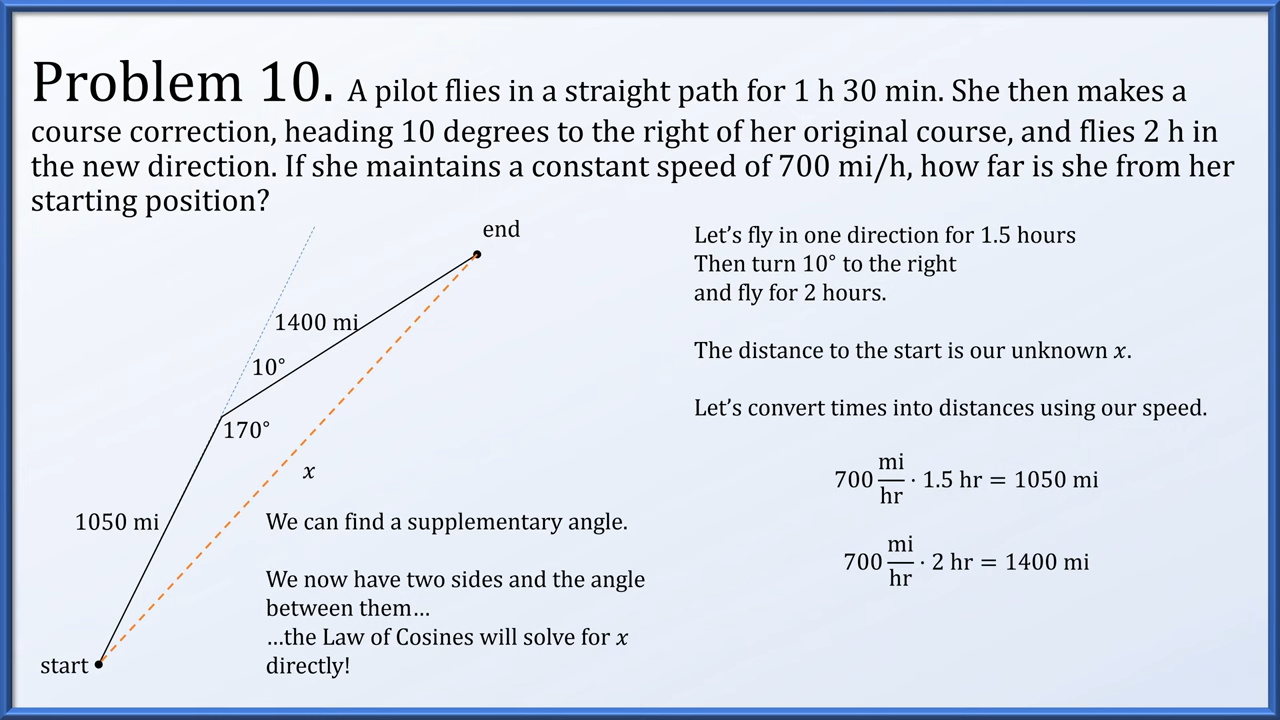 Problem 10. A pilot flies in a straight path for 1 h 30 min. She then makes a
course correction, heading 10 degrees to the right of her original course, and flies 2 h in
the new direction. If she maintains a constant speed of 700 mi/h, how far is she from her
starting position?
end
1400 mi
10°
170°
x
1050 mi
start
We can find a supplementary angle.
We now have two sides and the angle
between them…
…the Law of Cosines will solve for x
directly!
Let’s fly in one direction for 1.5 hours
Then turn 10° to the right
and fly for 2 hours.
The distance to the start is our unknown x.
Let’s convert times into distances using our speed.
700 mi/hr · 1.5 hr = 1050 mi
700 mi/hr · 2 hr = 1400 mi